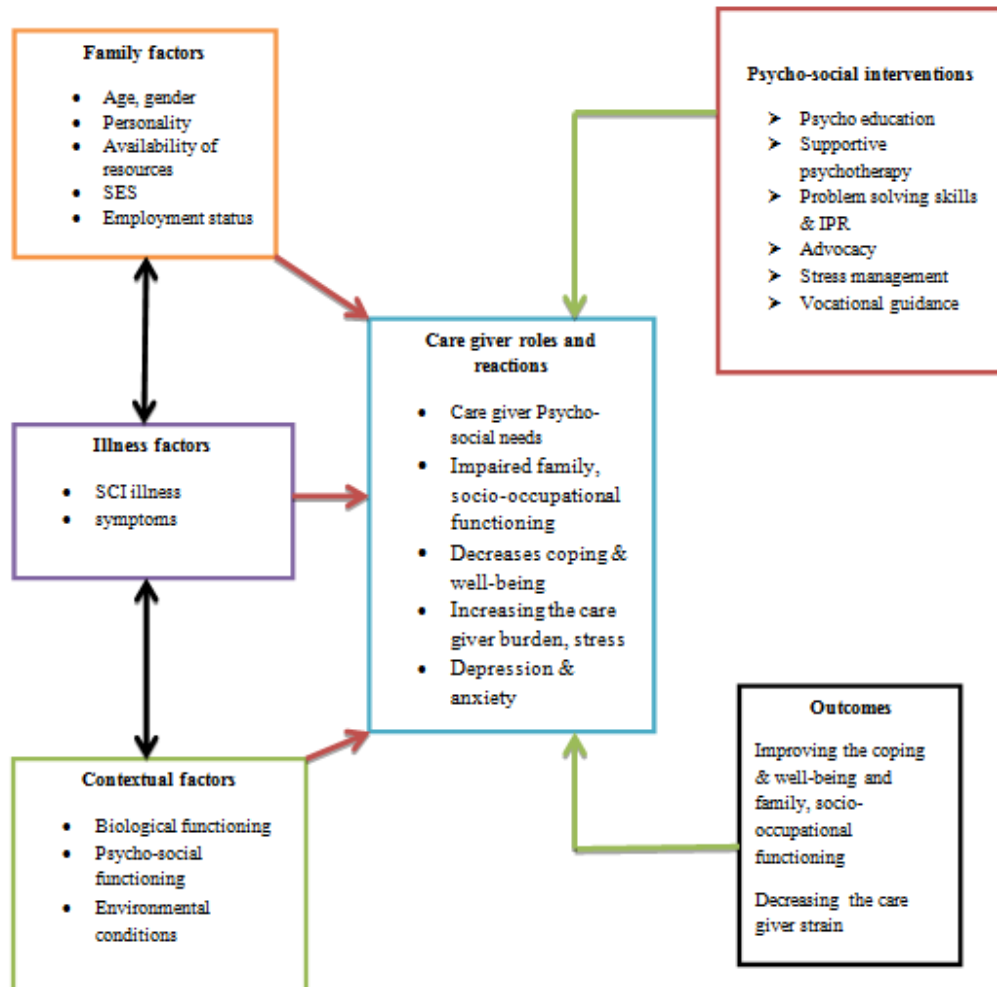 Family factors
• Age, gender
• Personality
• Availability of
resources
• SES
• Employment status
Illness factors
• SCI illness
• symptoms
Contextual factors
• Biological functioning
• Psycho-social
functioning
• Environmental
conditions
Care giver roles and
reactions
• Care giver Psycho-
social needs
• Impaired family,
socio-occupational
functioning
• Decreases coping &
well-being
• Increasing the care
giver burden, stress
• Depression &
anxiety
Psycho-social interventions
➤ Psycho education
➤ Supportive
psychotherapy
➤ Problem solving skills
& IPR
➤ Advocacy
➤ Stress management
➤ Vocational guidance
Outcomes
Improving the coping
& well-being and
family, socio-
occupational
functioning
Decreasing the care
giver strain